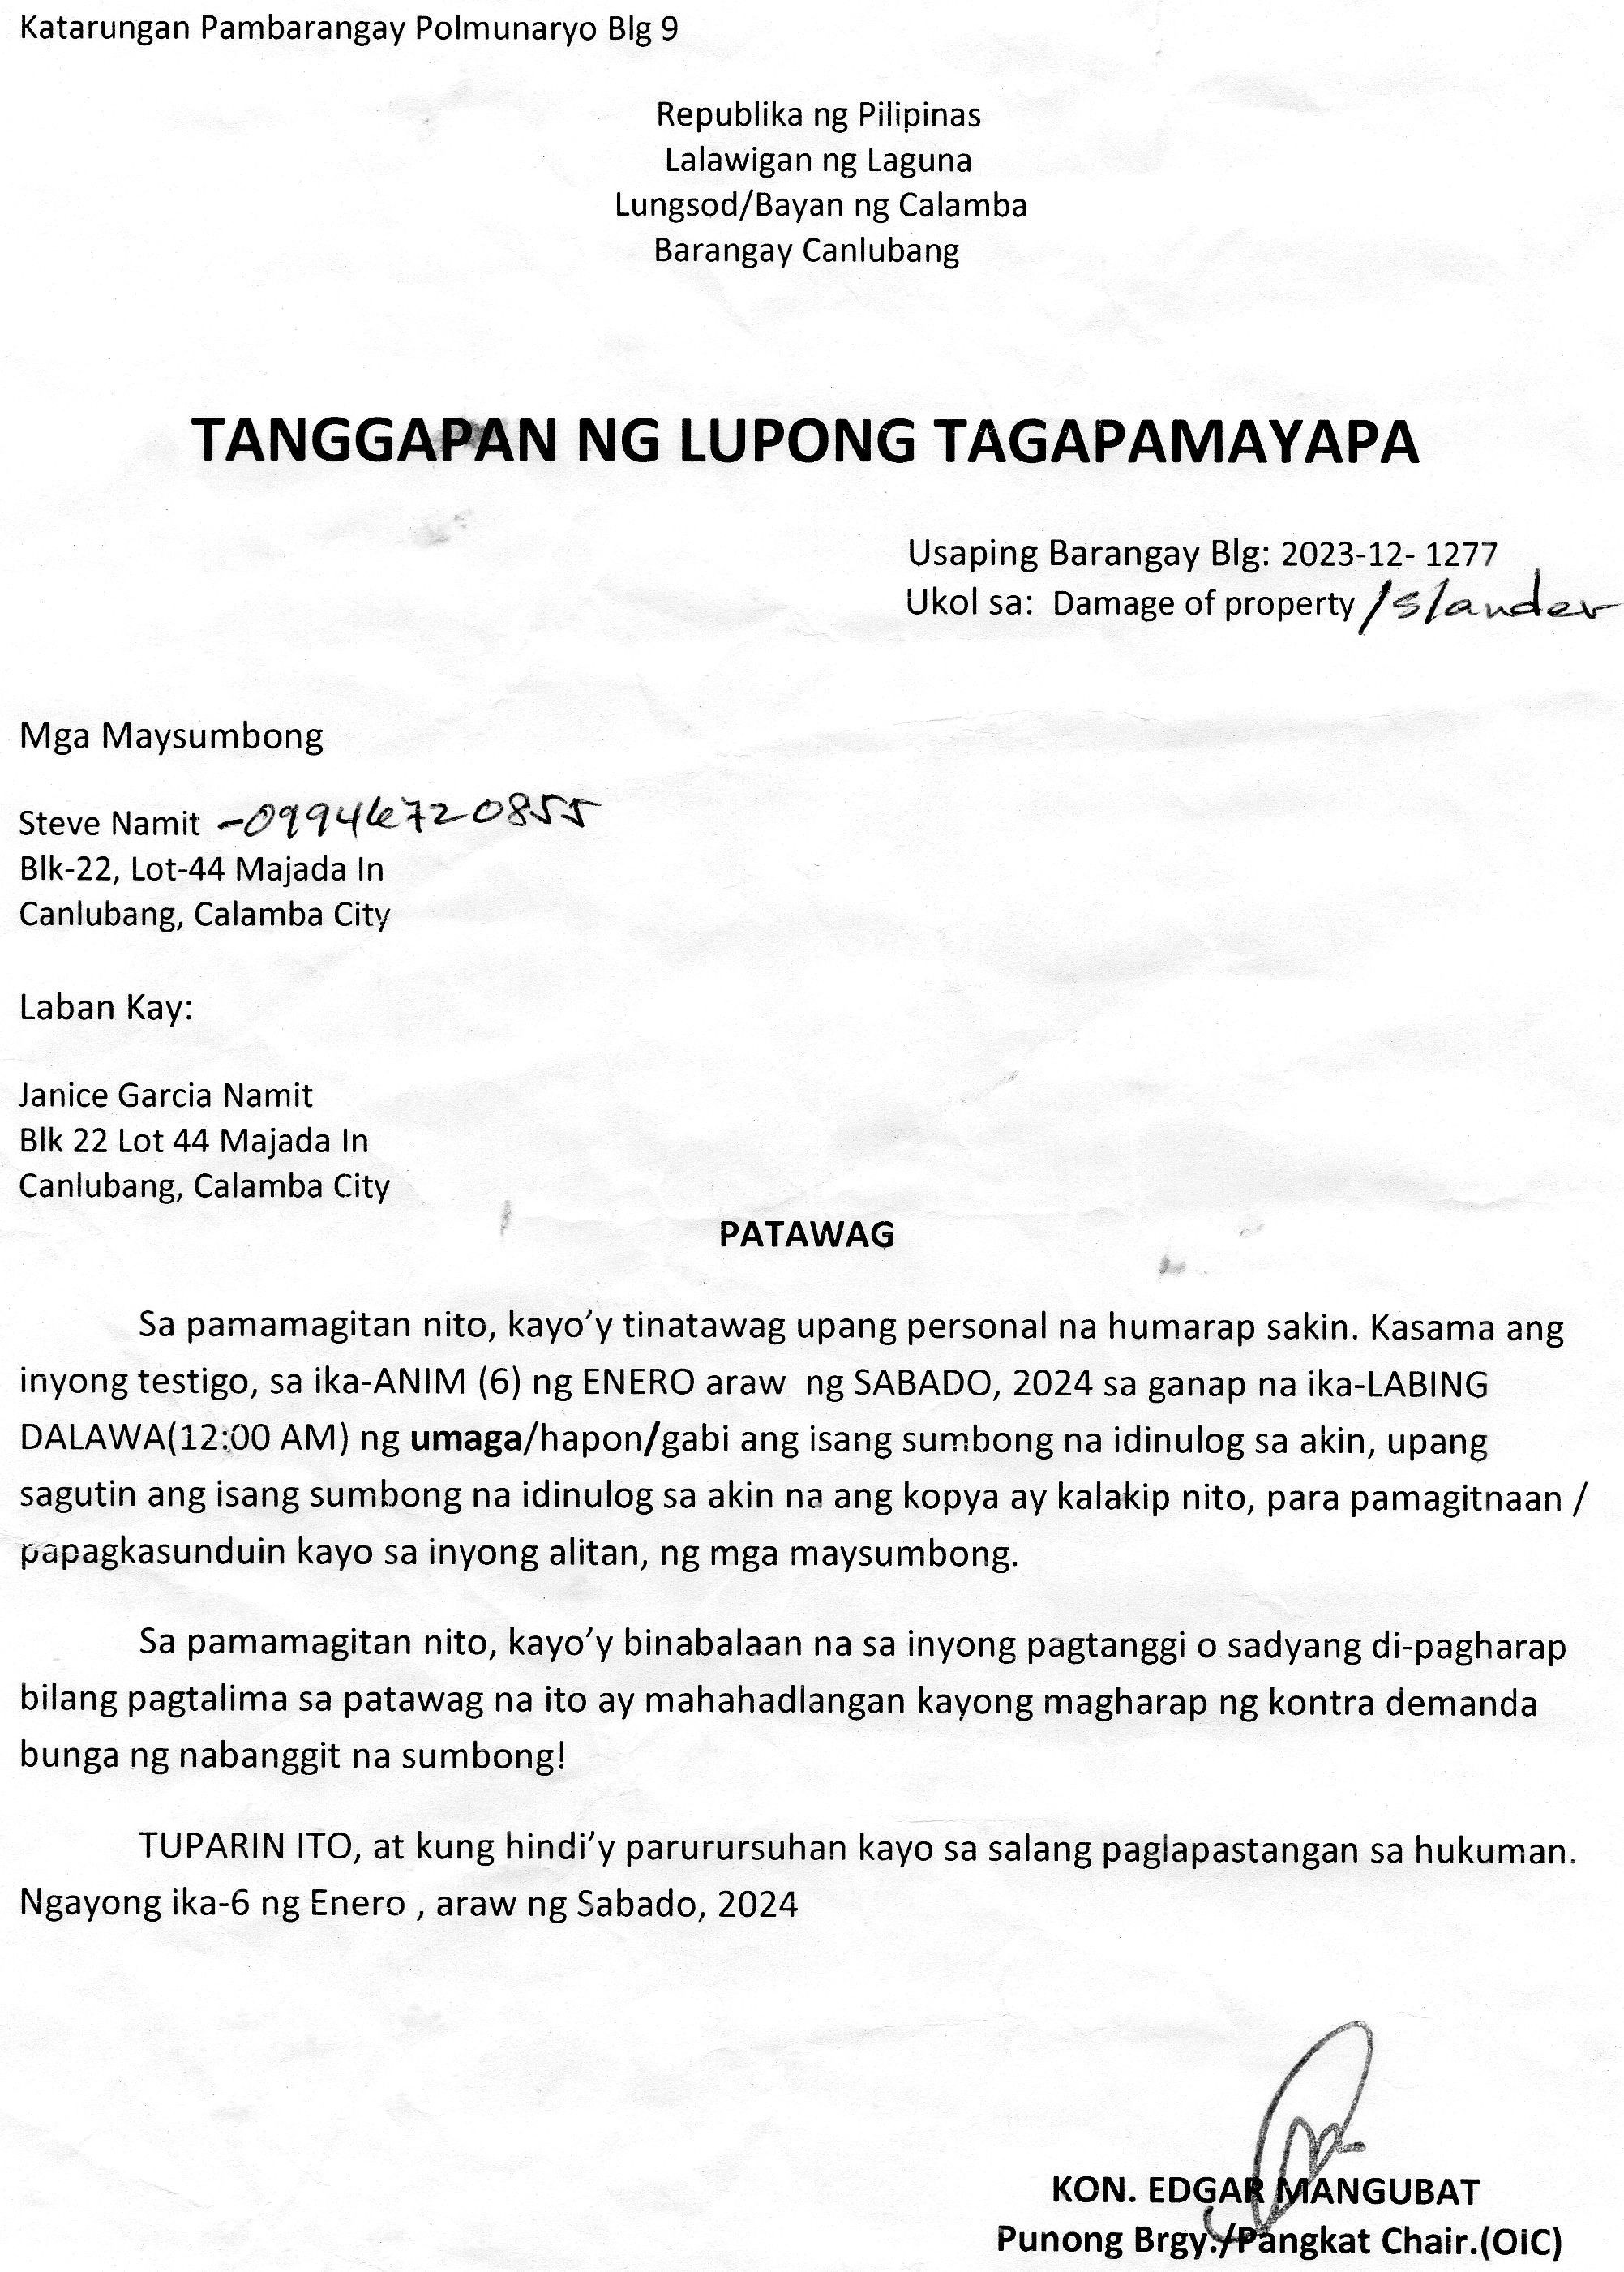 Katarungan Pambarangay Polmunaryo Blg 9
Republika ng Pilipinas
Lalawigan ng Laguna
Lungsod/Bayan ng Calamba
Barangay Canlubang
TANGGAPAN NG LUPONG TAGAPAMAYAPA
Usaping Barangay Blg: 2023-12- 1277
Ukol sa: Damage of property /slander
Mga Maysumbong
Steve Namit -09946720855
Blk-22, Lot-44 Majada In
Canlubang, Calamba City
Laban Kay:
Janice Garcia Namit
Blk 22 Lot 44 Majada In
Canlubang, Calamba City
PATAWAG
Sa pamamagitan nito, kayo’y tinatawag upang personal na humarap sakin. Kasama ang
inyong testigo, sa ika-ANIM (6) ng ENERO araw ng SABADO, 2024 sa ganap na ika-LABING
DALAWA(12:00 AM) ng umaga/hapon/gabi ang isang sumbong na idinulog sa akin, upang
sagutin ang isang sumbong na idinulog sa akin na ang kopya ay kalakip nito, para pamagitnaan /
papagkasunduin kayo sa inyong alitan, ng mga maysumbong.
Sa pamamagitan nito, kayo’y binabalaan na sa inyong pagtanggi o sadyang di-pagharap
bilang pagtalima sa patawag na ito ay mahahadlangan kayong magharap ng kontra demanda
bunga ng nabanggit na sumbong!
TUPARIN ITO, at kung hindi’y parurursuhan kayo sa salang paglapastangan sa hukuman.
Ngayong ika-6 ng Enero , araw ng Sabado, 2024
KON. EDGAR MANGUBAT
Punong Brgy./Pangkat Chair.(OIC)